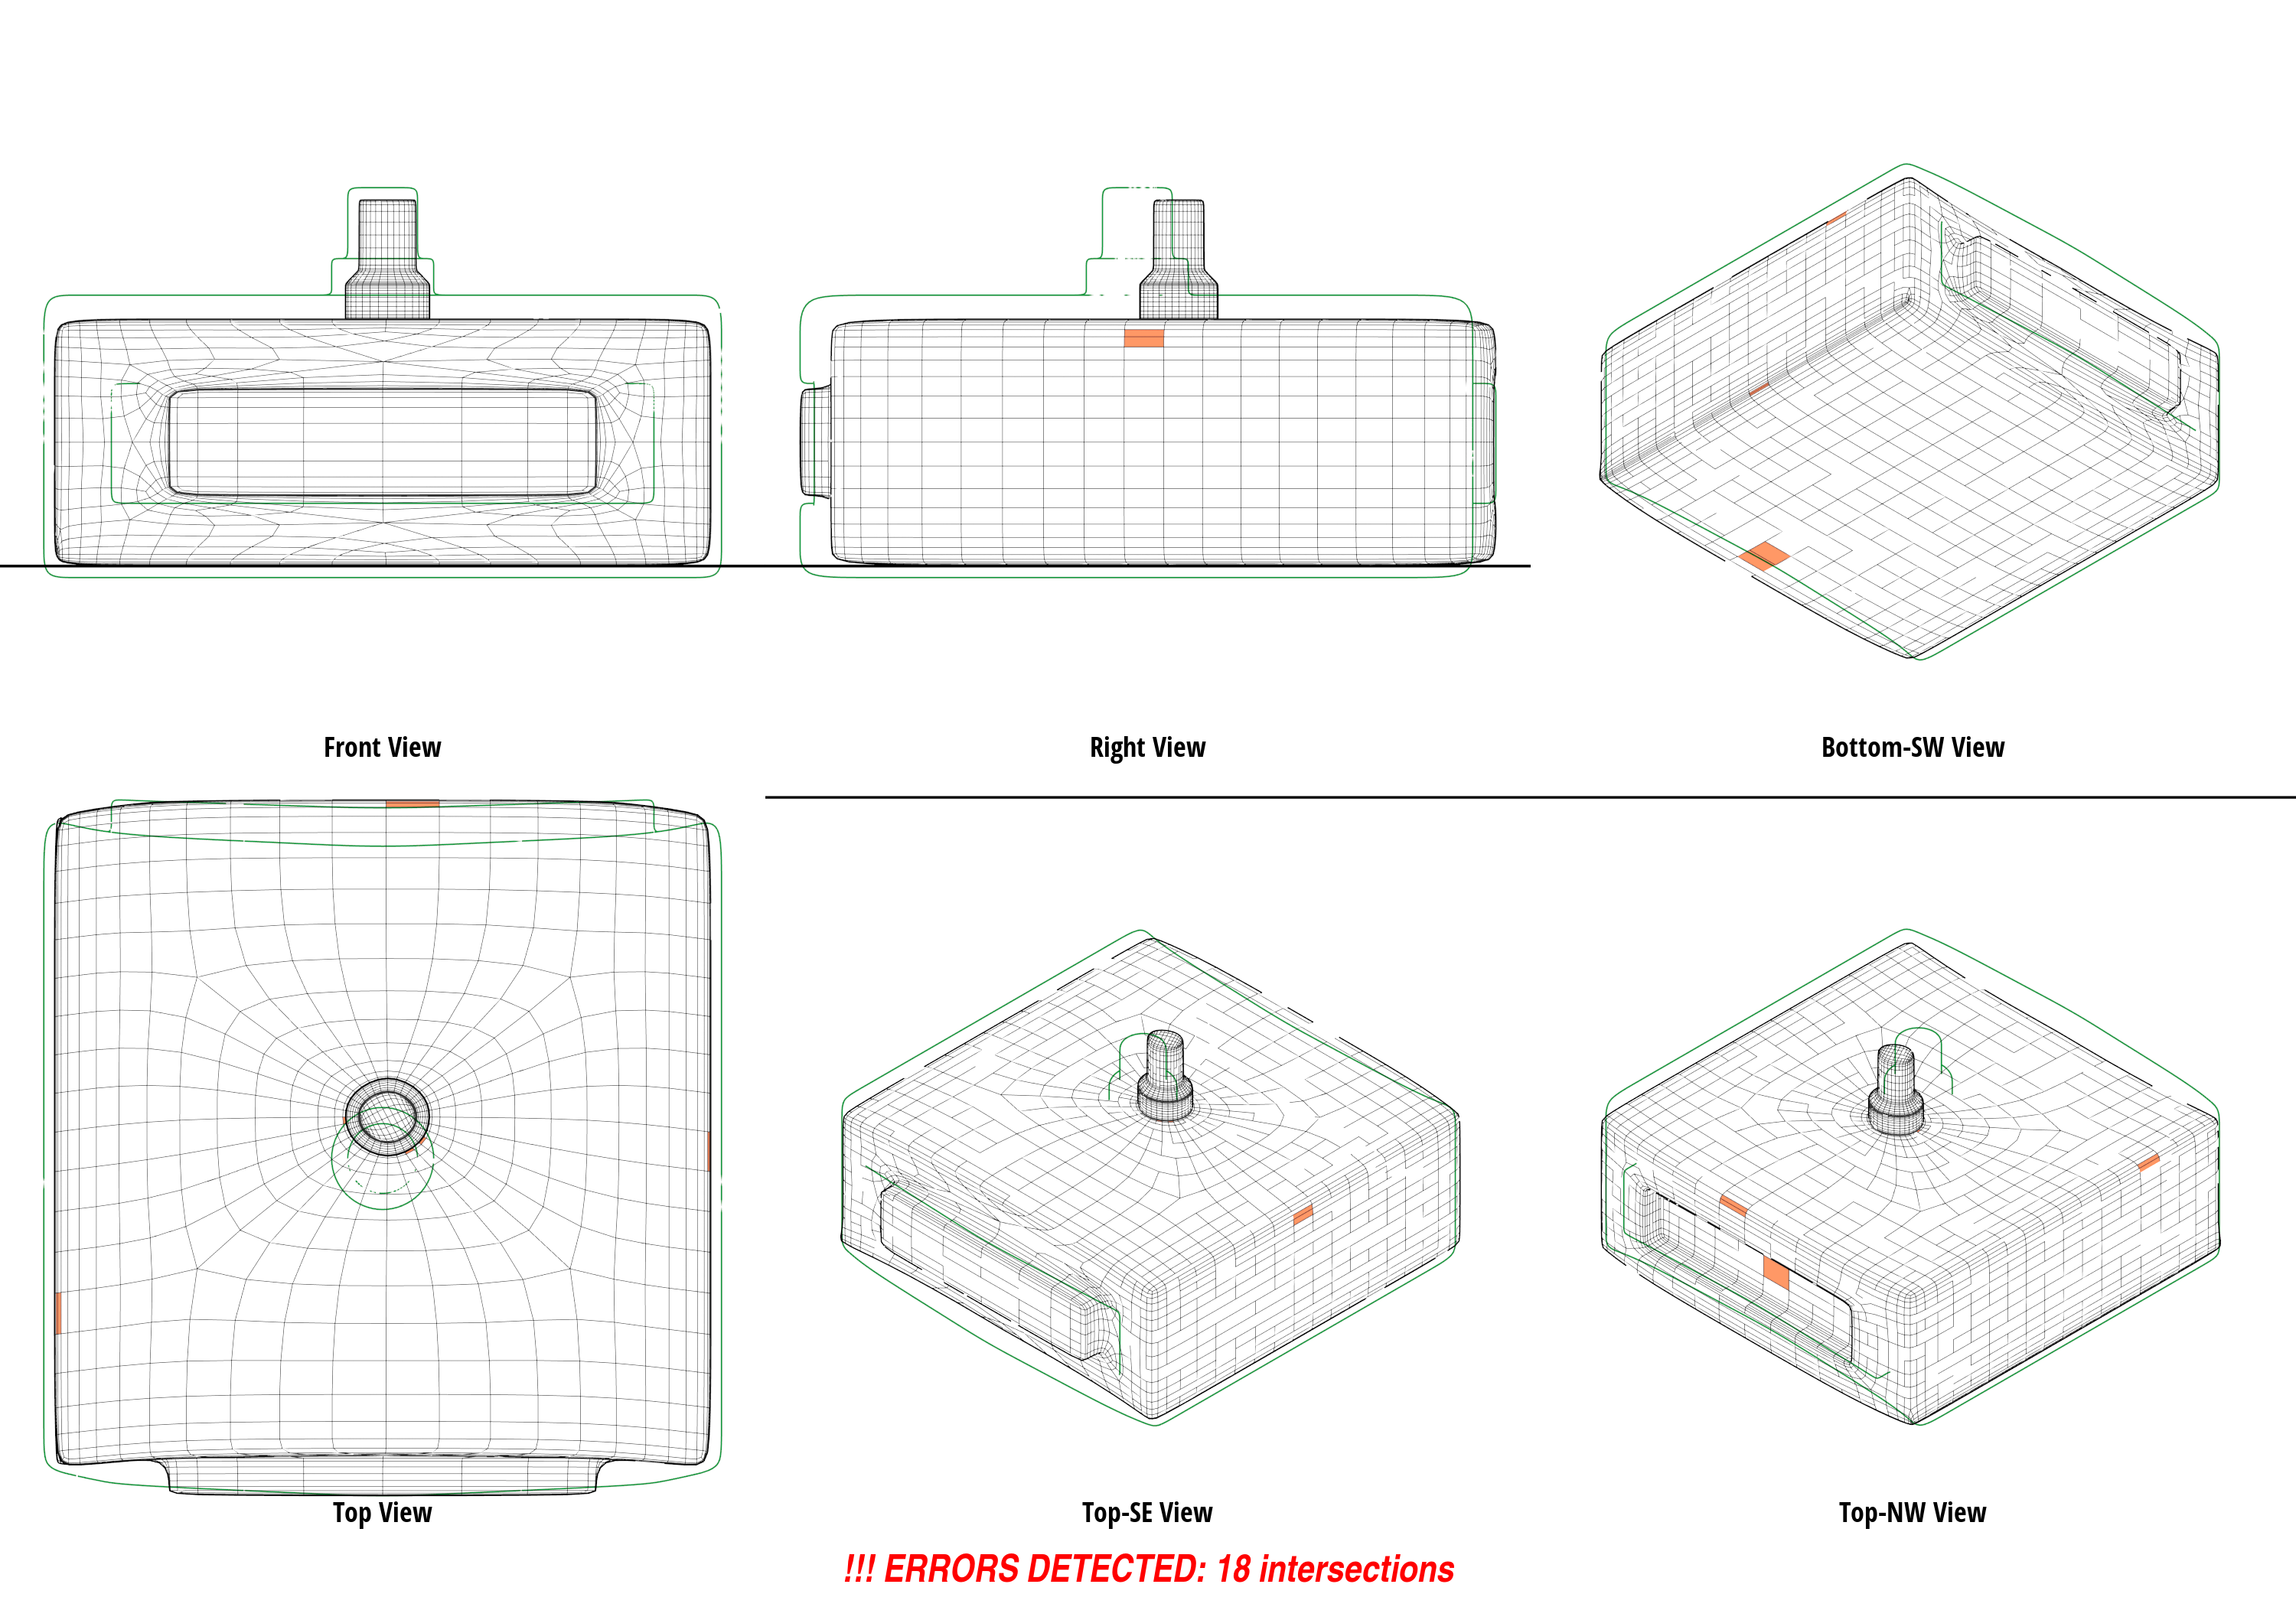 Front View
Right View
Bottom-SW View
Top View
Top-SE View
Top-NW View
!!! ERRORS DETECTED: 18 intersections